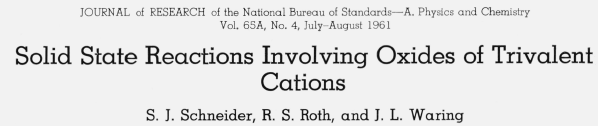 JOURNAL of RESEARCH of the National Bureau of Standards—A. Physics and Chemistry
Vol. 65A, No. 4, July–August 1961
Solid State Reactions Involving Oxides of Trivalent
Cations
S. J. Schneider, R. S. Roth, and J. L. Waring